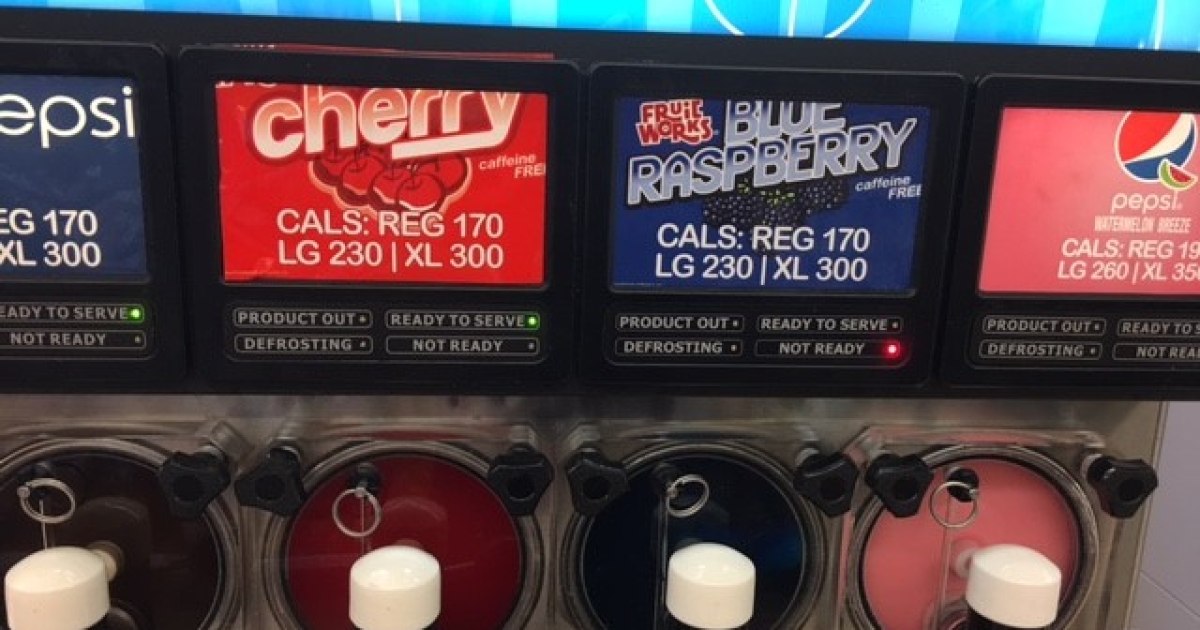 epsi
EG 170
XL 300
READY TO SERVE
NOT READY
cherry
caffeine
FREE
CALS: REG 170
LG 230 | XL 300
PRODUCT OUT
READY TO SERVE
DEFROSTING
NOT READY
FRUIT
WORKS
BLUE
RASPBERRY
caffeine
FREE
CALS: REG 170
LG 230 | XL 300
PRODUCT OUT
READY TO SERVE
DEFROSTING
NOT READY
pepsi
WATERMELON BREEZE
CALS: REG 19
LG 260 | XL 350
PRODUCT OUT
READY TO
DEFROSTING
NOT REA